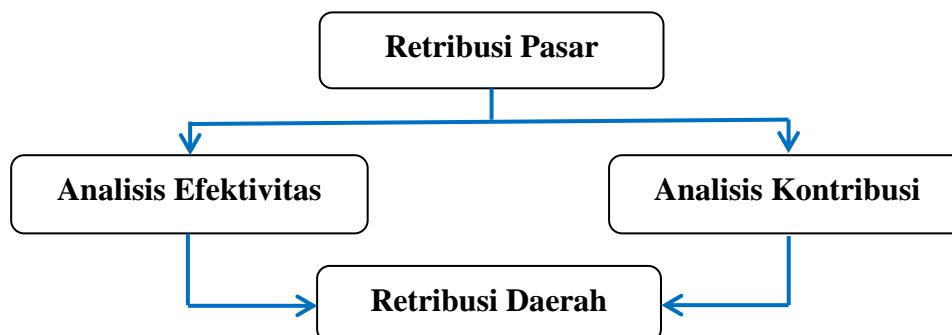 Retribusi Pasar
Analisis Efektivitas
Analisis Kontribusi
Retribusi Daerah